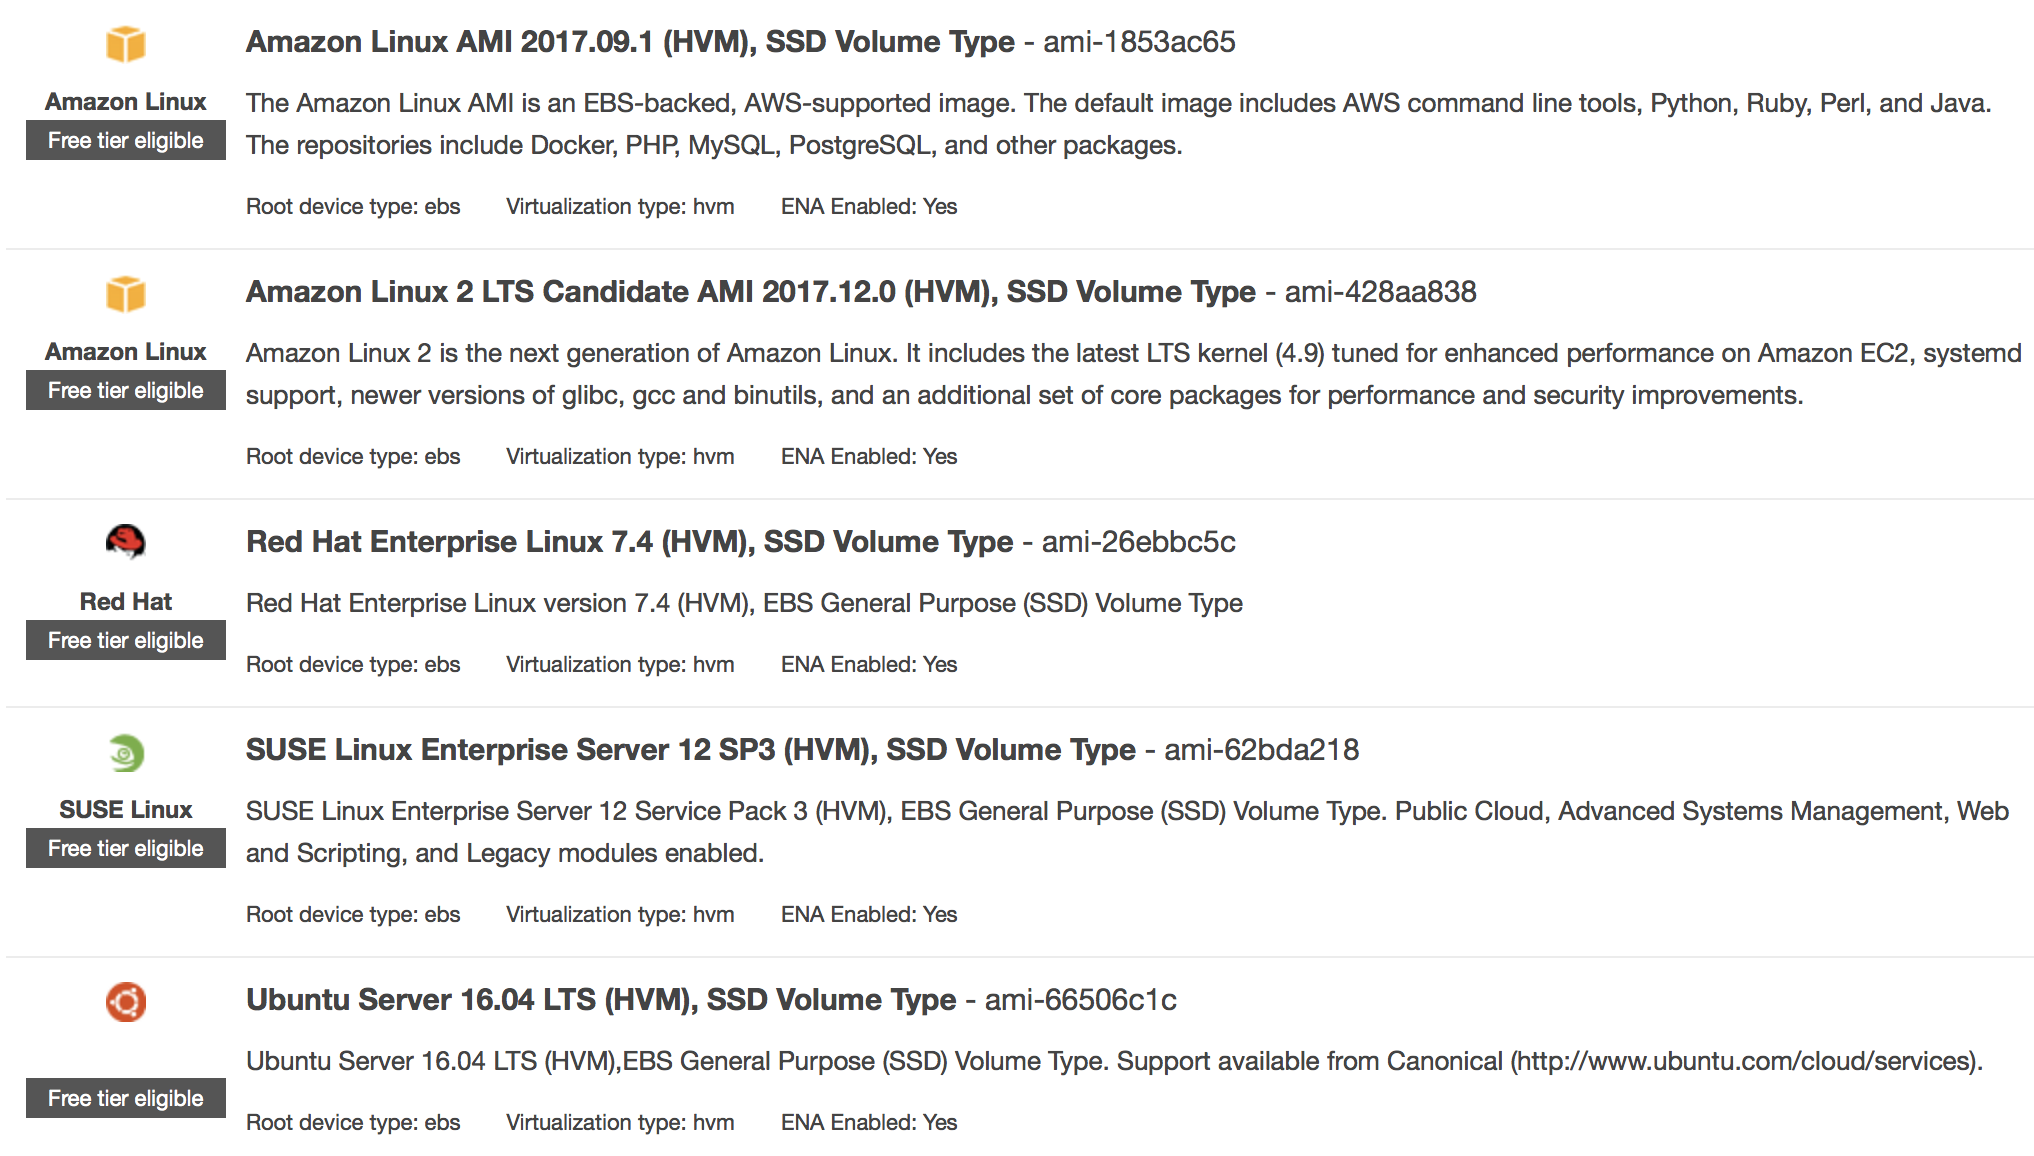 Amazon Linux AMI 2017.09.1 (HVM), SSD Volume Type - ami-1853ac65
Amazon Linux
Free tier eligible
The Amazon Linux AMI is an EBS-backed, AWS-supported image. The default image includes AWS command line tools, Python, Ruby, Perl, and Java.
The repositories include Docker, PHP, MySQL, PostgreSQL, and other packages.
Root device type: ebs Virtualization type: hvm ENA Enabled: Yes
Amazon Linux 2 LTS Candidate AMI 2017.12.0 (HVM), SSD Volume Type - ami-428aa838
Amazon Linux
Free tier eligible
Amazon Linux 2 is the next generation of Amazon Linux. It includes the latest LTS kernel (4.9) tuned for enhanced performance on Amazon EC2, systemd
support, newer versions of glibc, gcc and binutils, and an additional set of core packages for performance and security improvements.
Root device type: ebs Virtualization type: hvm ENA Enabled: Yes
Red Hat Enterprise Linux 7.4 (HVM), SSD Volume Type - ami-26ebbc5c
Red Hat
Free tier eligible
Red Hat Enterprise Linux version 7.4 (HVM), EBS General Purpose (SSD) Volume Type
Root device type: ebs Virtualization type: hvm ENA Enabled: Yes
SUSE Linux Enterprise Server 12 SP3 (HVM), SSD Volume Type - ami-62bda218
SUSE Linux
Free tier eligible
SUSE Linux Enterprise Server 12 Service Pack 3 (HVM), EBS General Purpose (SSD) Volume Type. Public Cloud, Advanced Systems Management, Web
and Scripting, and Legacy modules enabled.
Root device type: ebs Virtualization type: hvm ENA Enabled: Yes
Ubuntu Server 16.04 LTS (HVM), SSD Volume Type - ami-66506c1c
Free tier eligible
Ubuntu Server 16.04 LTS (HVM),EBS General Purpose (SSD) Volume Type. Support available from Canonical (http://www.ubuntu.com/cloud/services).
Root device type: ebs Virtualization type: hvm ENA Enabled: Yes